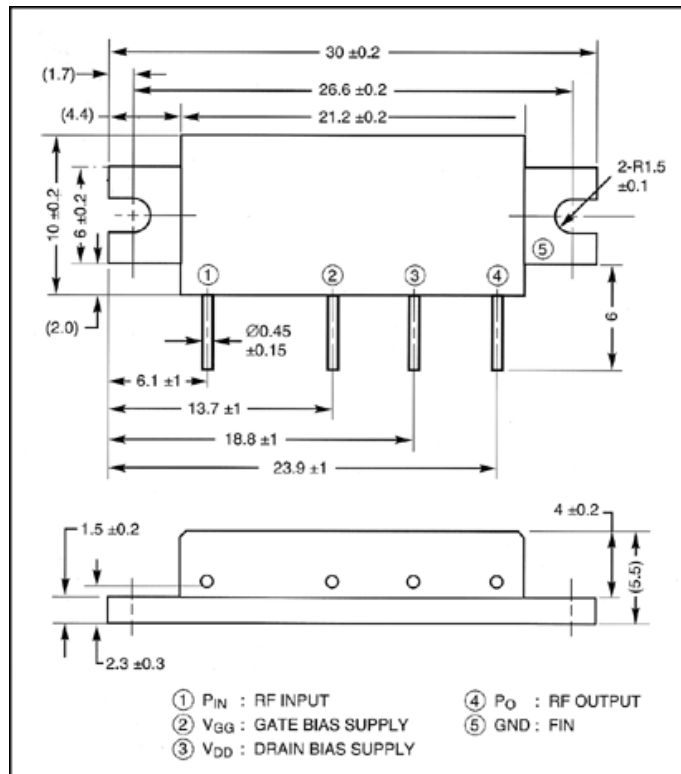 30 ±0.2
(1.7)
26.6 ±0.2
(4.4)
21.2 ±0.2
2-R1.5
±0.1
10 ±0.2
6 ±0.2
⑤
① ② ③ ④
(2.0)
Ø0.45
±0.15
6
6.1 ±1
13.7 ±1
18.8 ±1
23.9 ±1
1.5 ±0.2
4 ±0.2
(5.5)
2.3 ±0.3
① PIN : RF INPUT
② VGG : GATE BIAS SUPPLY
③ VDD : DRAIN BIAS SUPPLY
④ PO : RF OUTPUT
⑤ GND : FIN